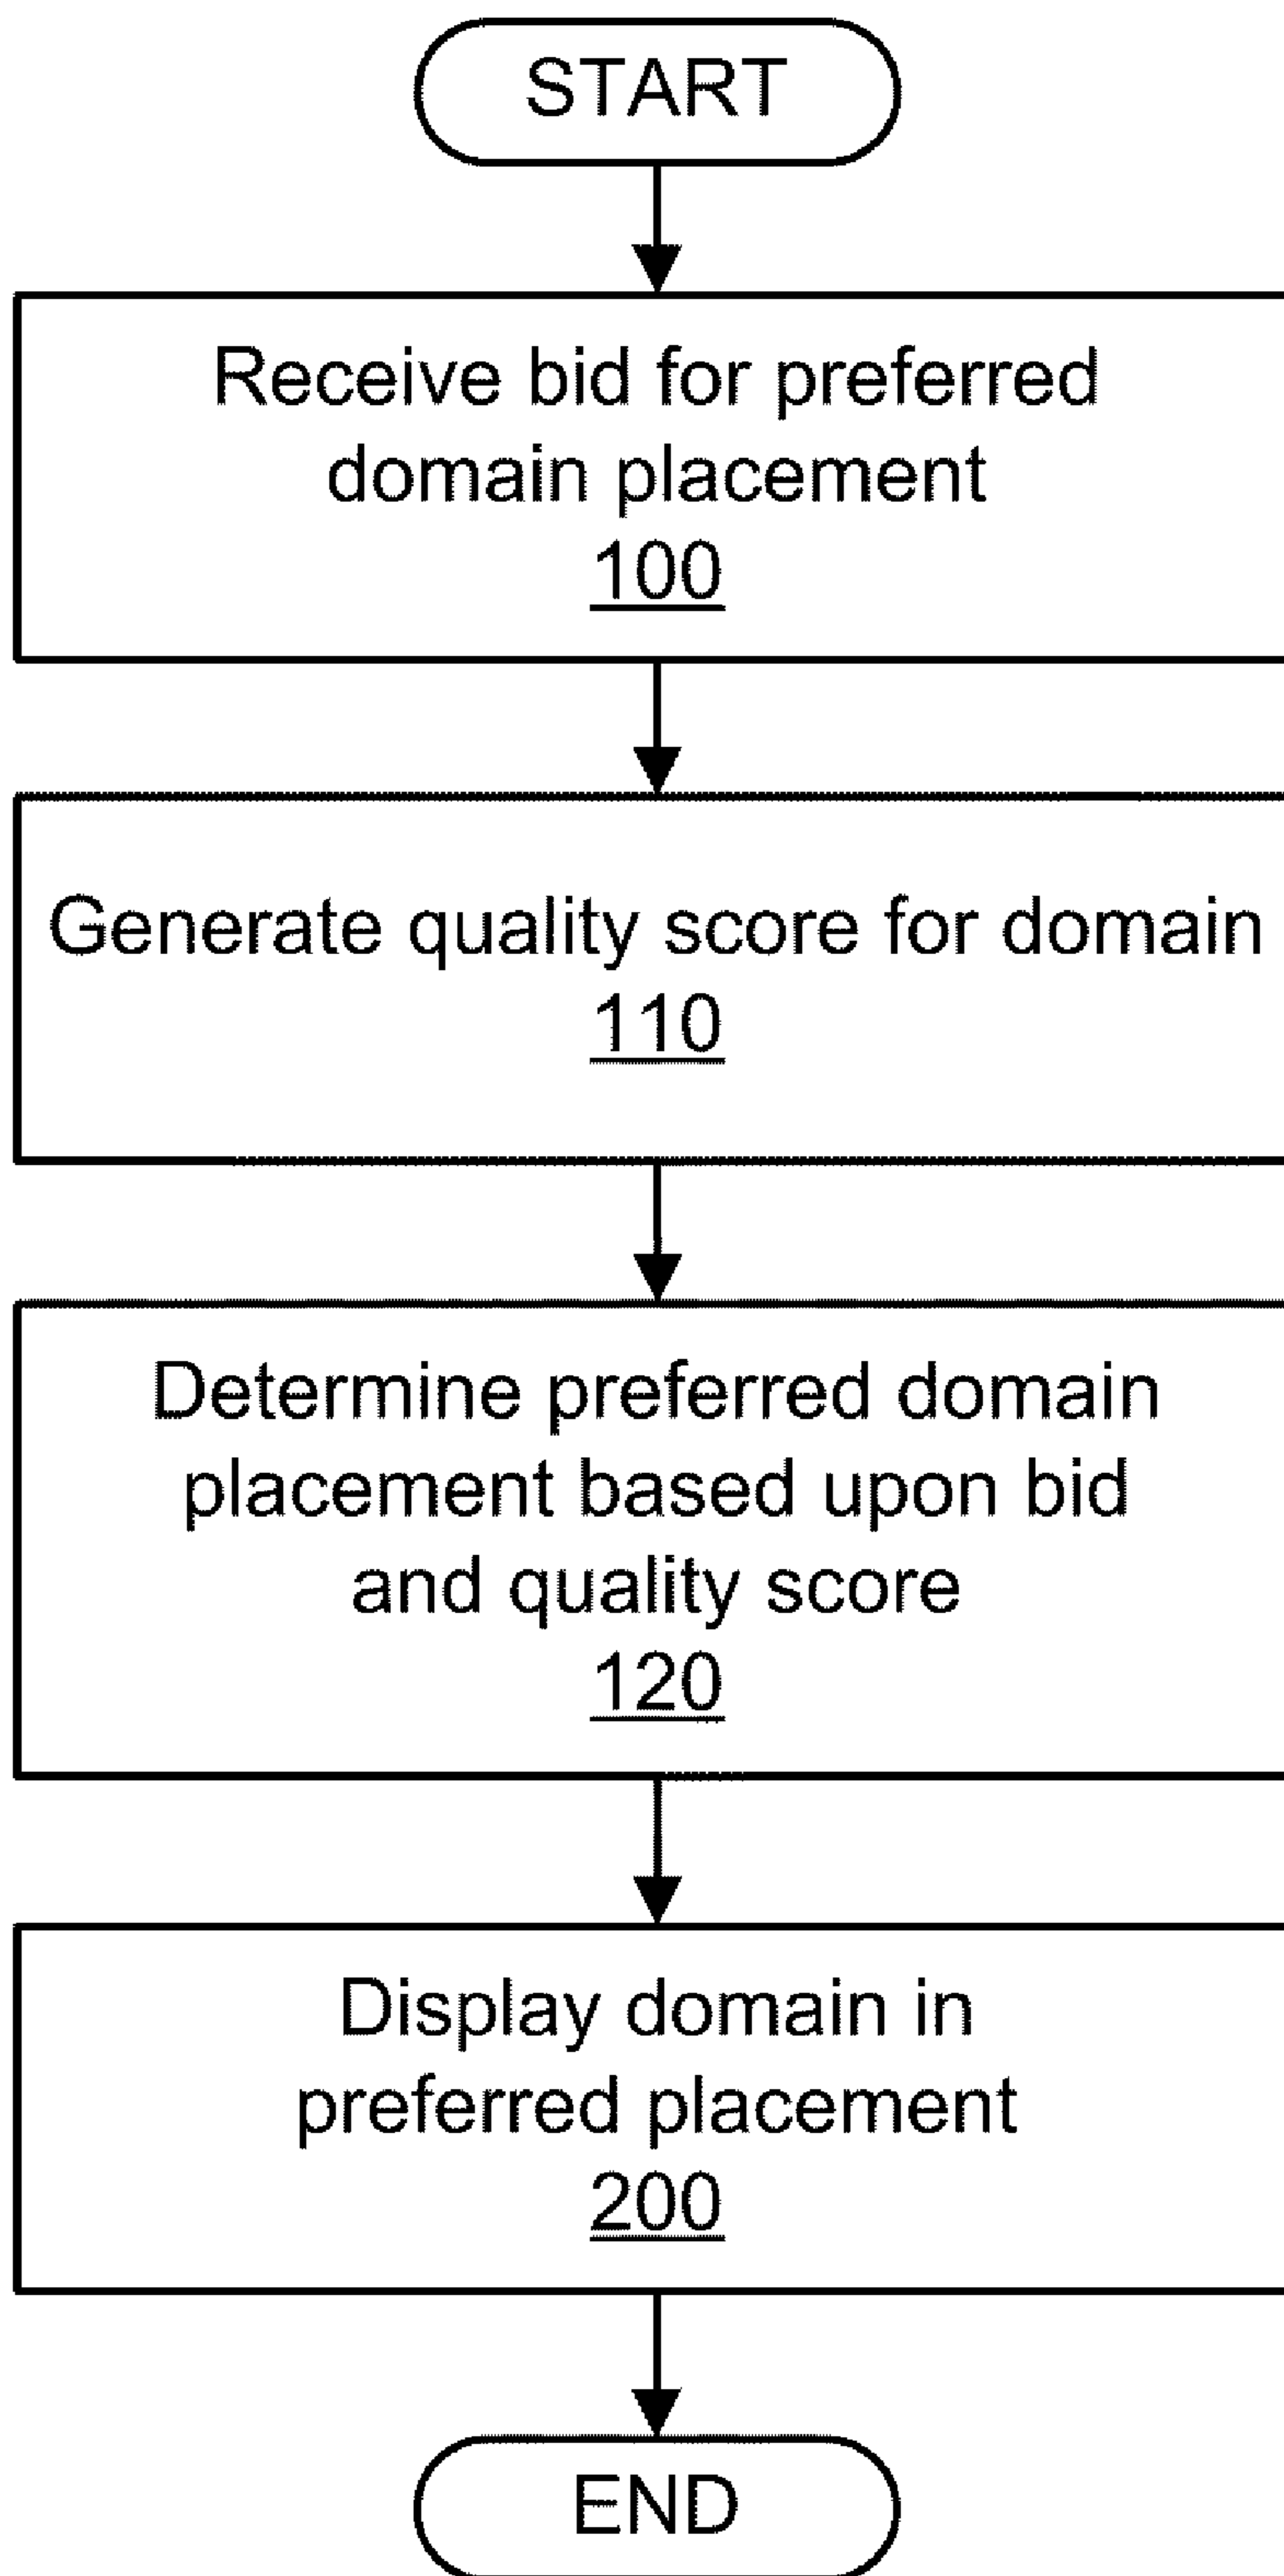 START
Receive bid for preferred
domain placement
100
Generate quality score for domain
110
Determine preferred domain
placement based upon bid
and quality score
120
Display domain in
preferred placement
200
END